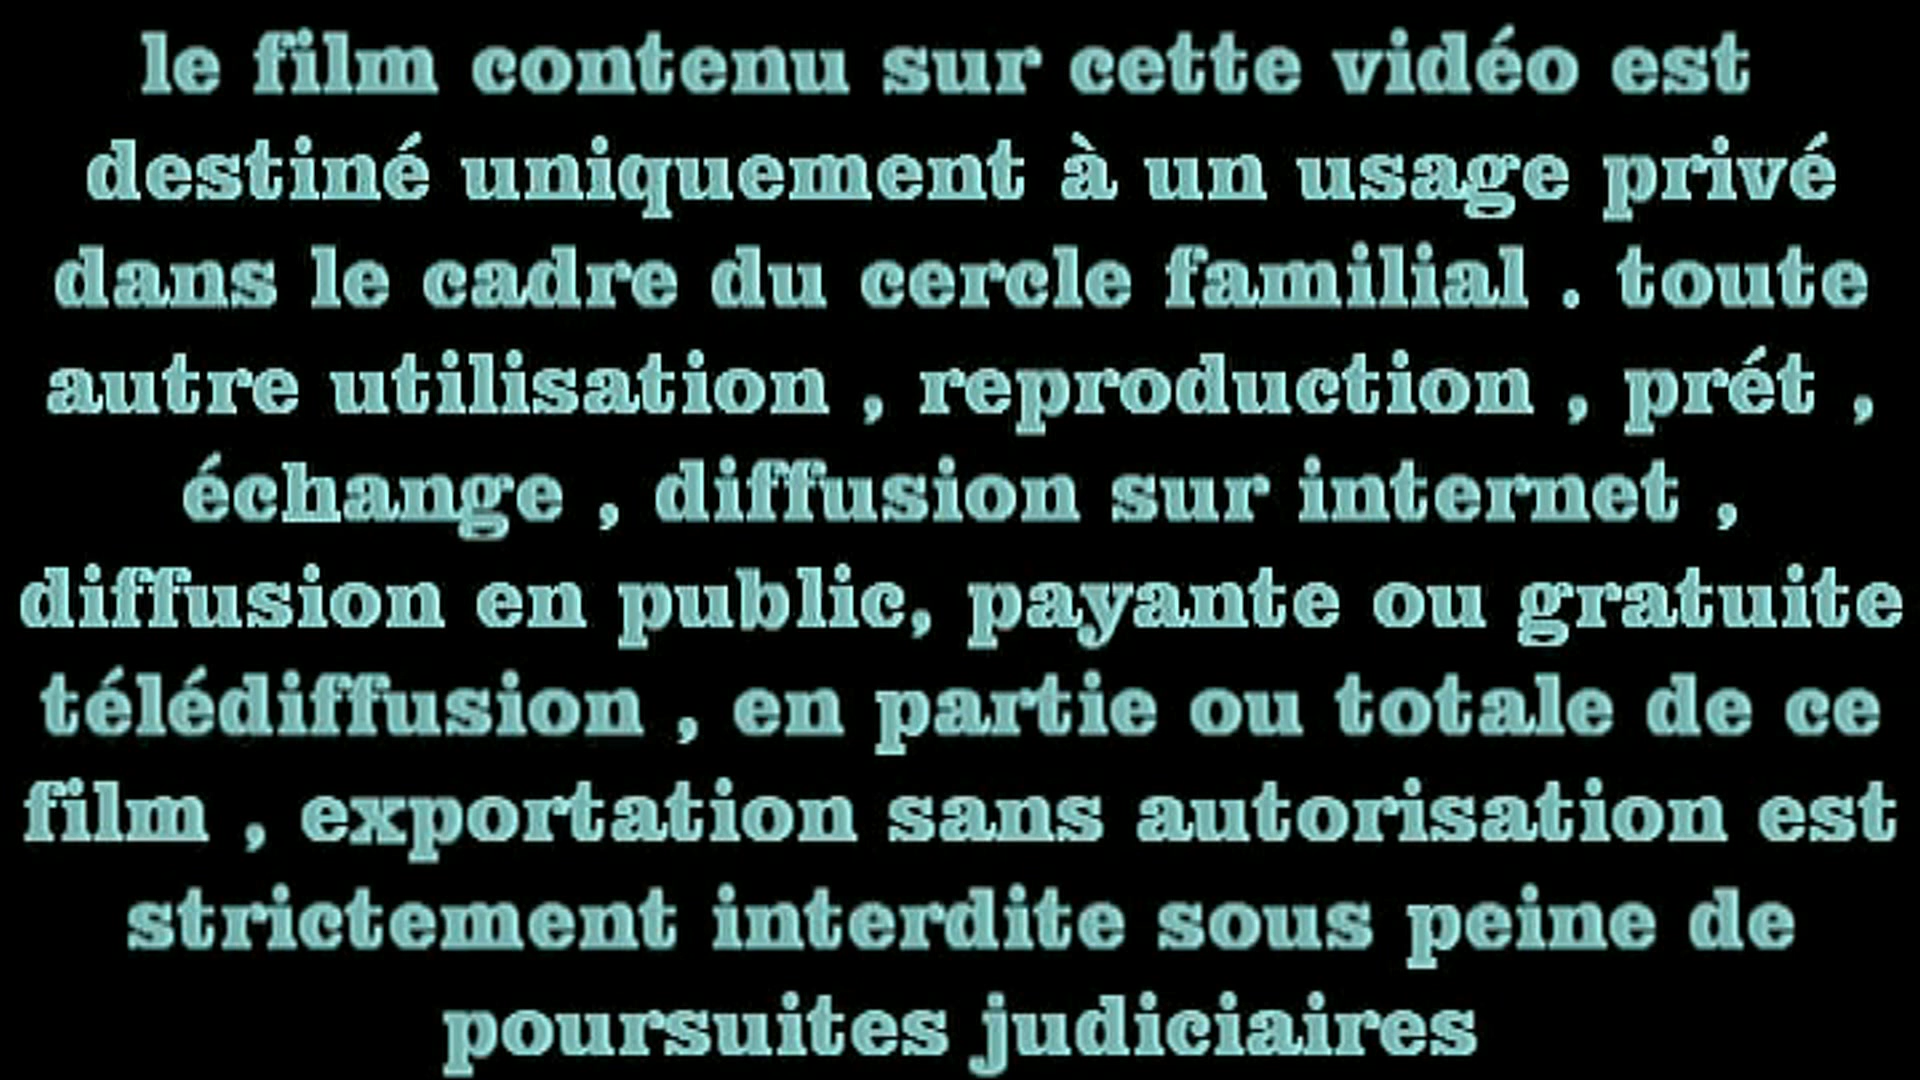 le film contenu sur cette vidéo est
destiné uniquement à un usage privé
dans le cadre du cercle familial . toute
autre utilisation , reproduction , prét ,
échange , diffusion sur internet ,
diffusion en public, payante ou gratuite
télédiffusion , en partie ou totale de ce
film , exportation sans autorisation est
strictement interdite sous peine de
poursuites judiciaires